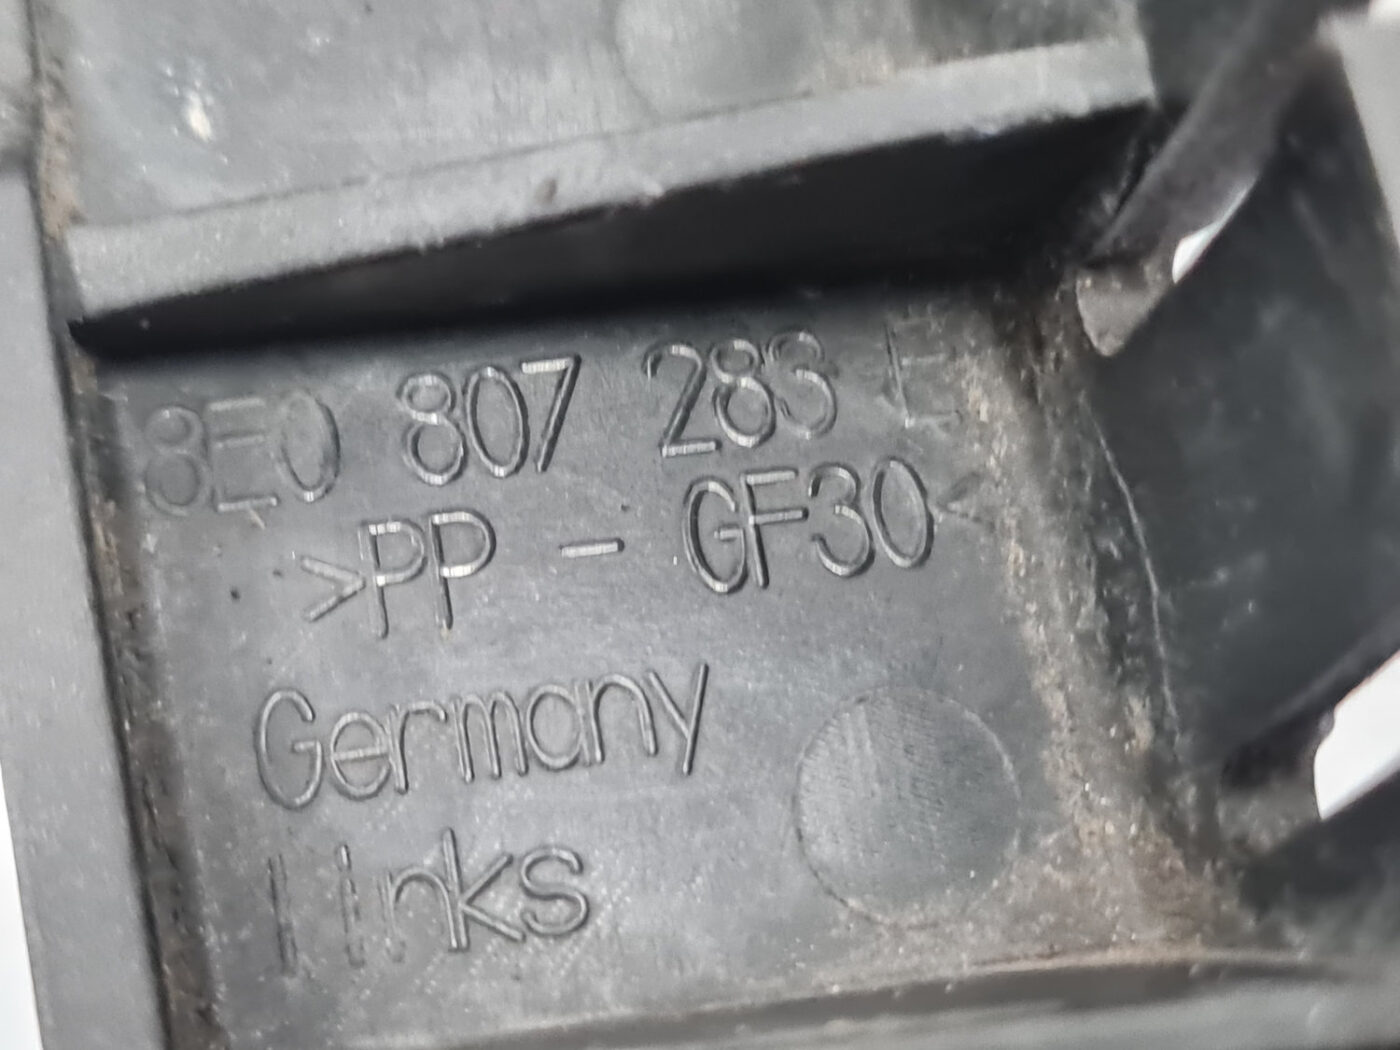 8E0 807 283 E
>PP - GF30<
Germany
links